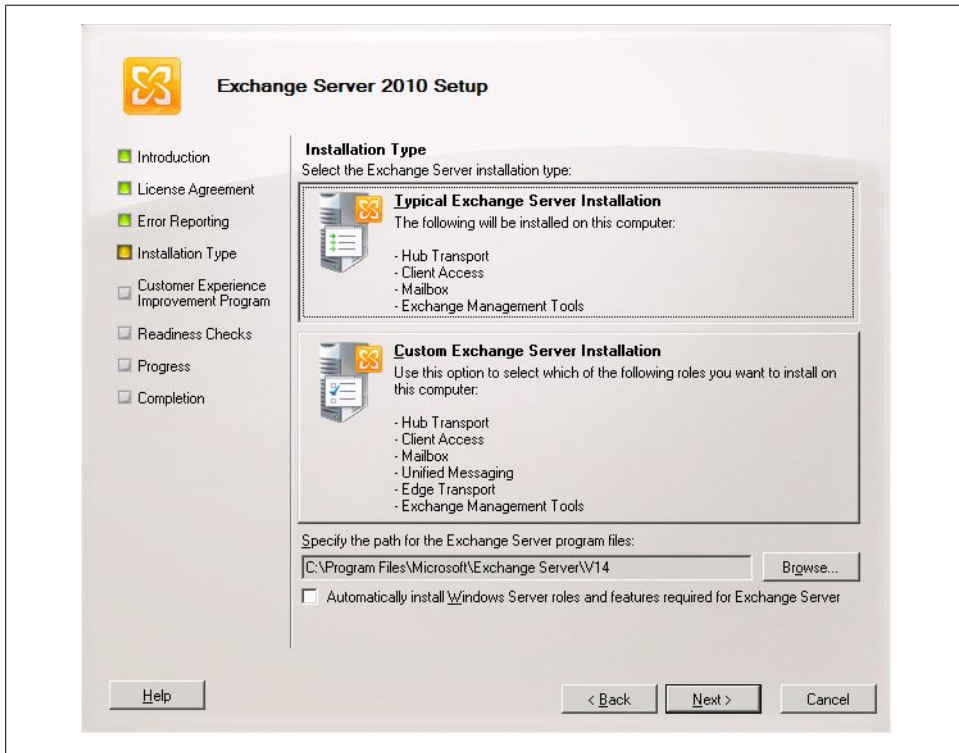 Exchange Server 2010 Setup
Introduction
License Agreement
Error Reporting
Installation Type
Customer Experience
Improvement Program
Readiness Checks
Progress
Completion
Installation Type
Select the Exchange Server installation type:
Typical Exchange Server Installation
The following will be installed on this computer:
- Hub Transport
- Client Access
- Mailbox
- Exchange Management Tools
Custom Exchange Server Installation
Use this option to select which of the following roles you want to install on
this computer:
- Hub Transport
- Client Access
- Mailbox
- Unified Messaging
- Edge Transport
- Exchange Management Tools
Specify the path for the Exchange Server program files:
C:\Program Files\Microsoft\Exchange Server\V14
Browse...
Automatically install Windows Server roles and features required for Exchange Server
Help
< Back
Next >
Cancel